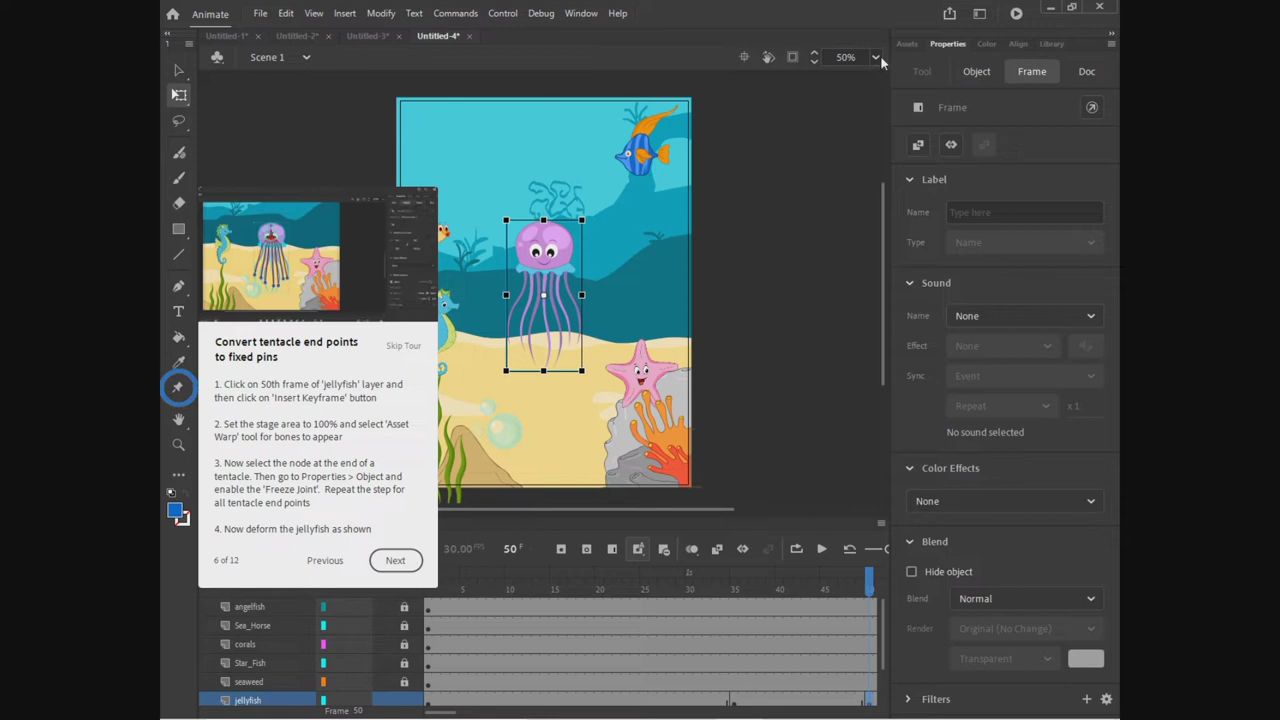 Animate File Edit View Insert Modify Text Commands Control Debug Window Help
Untitled-1* × Untitled-2* × Untitled-3* × Untitled-4* ×
Assets Properties Color Align Library
Scene 1 50%
Tool Object Frame Doc
Frame
Label
Name Type here
Type Name
Sound
Name None
Effect None
Sync Event
Repeat x 1
No sound selected
Color Effects
None
Blend
Hide object
Blend Normal
Render Original (No Change)
Transparent
Filters
Convert tentacle end points
to fixed pins
Skip Tour
1. Click on 50th frame of 'jellyfish' layer and
then click on 'Insert Keyframe' button
2. Set the stage area to 100% and select 'Asset
Warp' tool for bones to appear
3. Now select the node at the end of a
tentacle. Then go to Properties > Object and
enable the 'Freeze Joint'. Repeat the step for
all tentacle end points
4. Now deform the jellyfish as shown
6 of 12 Previous Next
30.00 FPS 50 F
1s
5 10 15 20 25 30 35 40 45
angelfish
Sea_Horse
corals
Star_Fish
seaweed
jellyfish
Frame 50